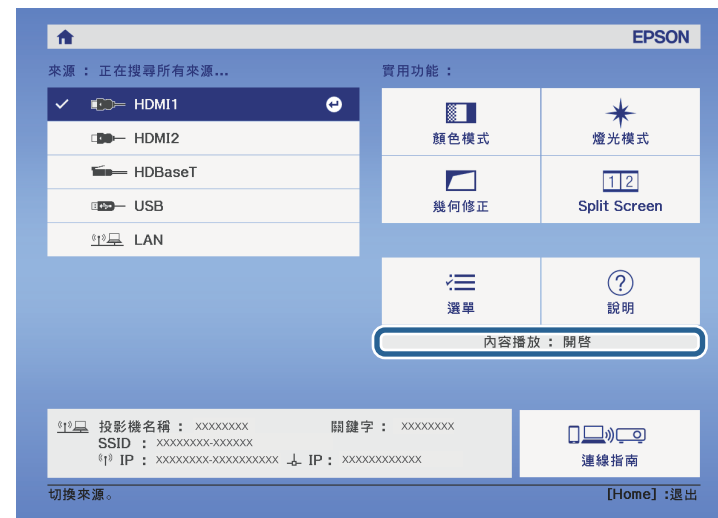 EPSON
來源 : 正在搜尋所有來源...
HDMI1
HDMI2
HDBaseT
USB
LAN
實用功能 :
顏色模式
燈光模式
幾何修正
1 2
Split Screen
選單
?
說明
內容播放 : 開啓
投影機名稱 : xxxxxxxx 關鍵字 : xxxxxxxx
SSID : xxxxxxxx-xxxxxx
IP : xxxxxxxx-xxxxxxxxxx IP : xxxxxxxxxxxx
連線指南
切換來源。 [Home] :退出